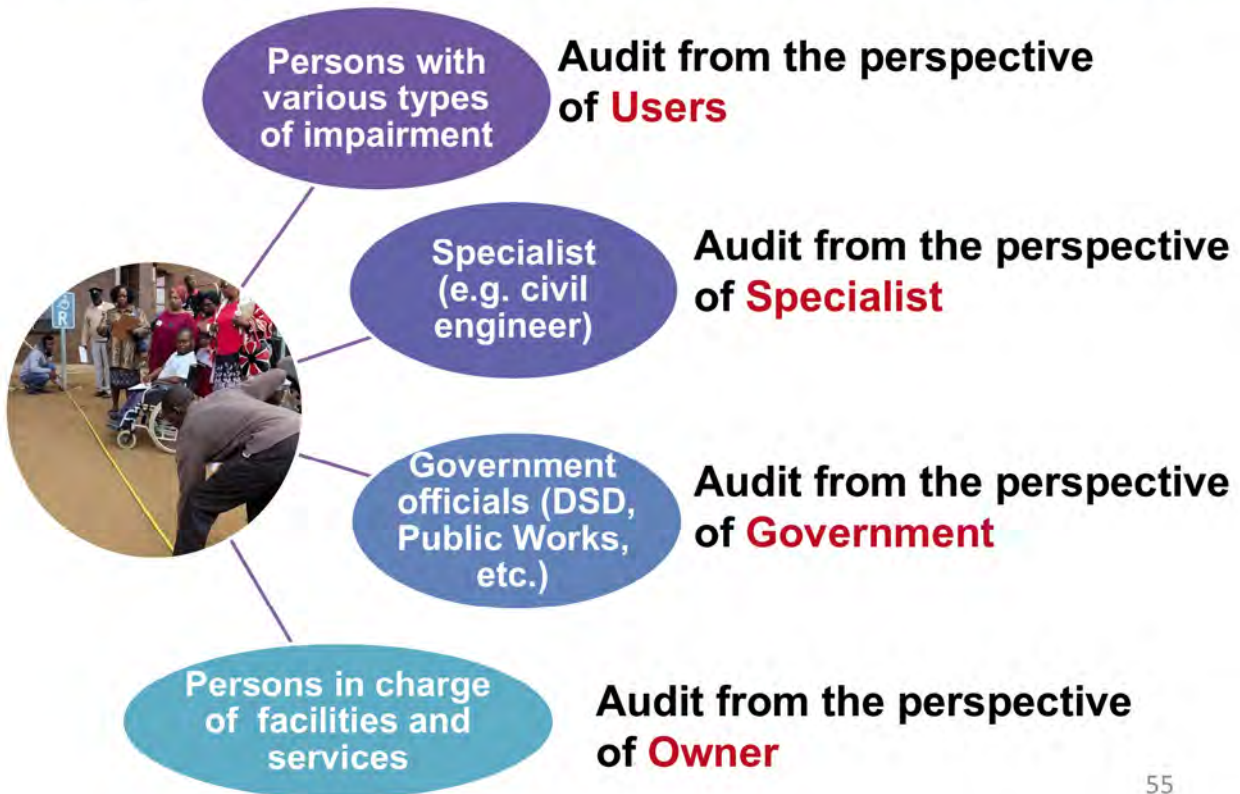 Persons with
various types
of impairment
Audit from the perspective
of Users
Specialist
(e.g. civil
engineer)
Audit from the perspective
of Specialist
Government
officials (DSD,
Public Works,
etc.)
Audit from the perspective
of Government
Persons in charge
of facilities and
services
Audit from the perspective
of Owner
R
55